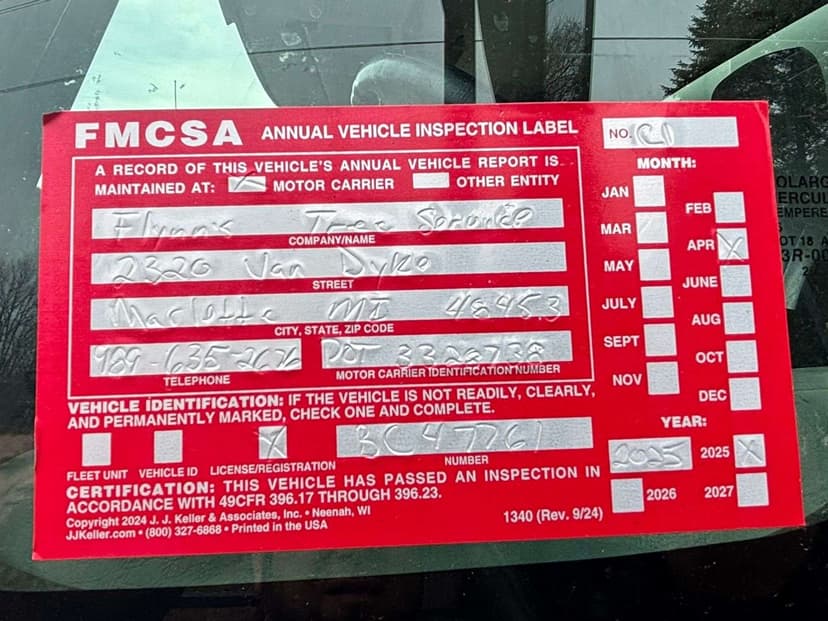 FMCSA ANNUAL VEHICLE INSPECTION LABEL
NO.
A RECORD OF THIS VEHICLE'S ANNUAL VEHICLE REPORT IS
MAINTAINED AT: X MOTOR CARRIER OTHER ENTITY
Flynn's Tree Serunke
COMPANY/NAME
2320 Van Dyke
STREET
Marlette MI 48453
CITY, STATE, ZIP CODE
989-635-2676 DOT 3328738
TELEPHONE
MOTOR CARRIER IDENTIFICATION NUMBER
VEHICLE IDENTIFICATION: IF THE VEHICLE IS NOT READILY, CLEARLY,
AND PERMANENTLY MARKED, CHECK ONE AND COMPLETE.
X BC47761
FLEET UNIT VEHICLE ID LICENSE/REGISTRATION NUMBER
CERTIFICATION: THIS VEHICLE HAS PASSED AN INSPECTION IN
ACCORDANCE WITH 49CFR 396.17 THROUGH 396.23.
Copyright 2024 J. J. Keller & Associates, Inc. • Neenah, WI
JJKeller.com • (800) 327-6868 • Printed in the USA
1340 (Rev. 9/24)
MONTH:
JAN
FEB
MAR
APR X
MAY
JUNE
JULY
AUG
SEPT
OCT
NOV
DEC
YEAR:
2025 2025 X
2026 2027